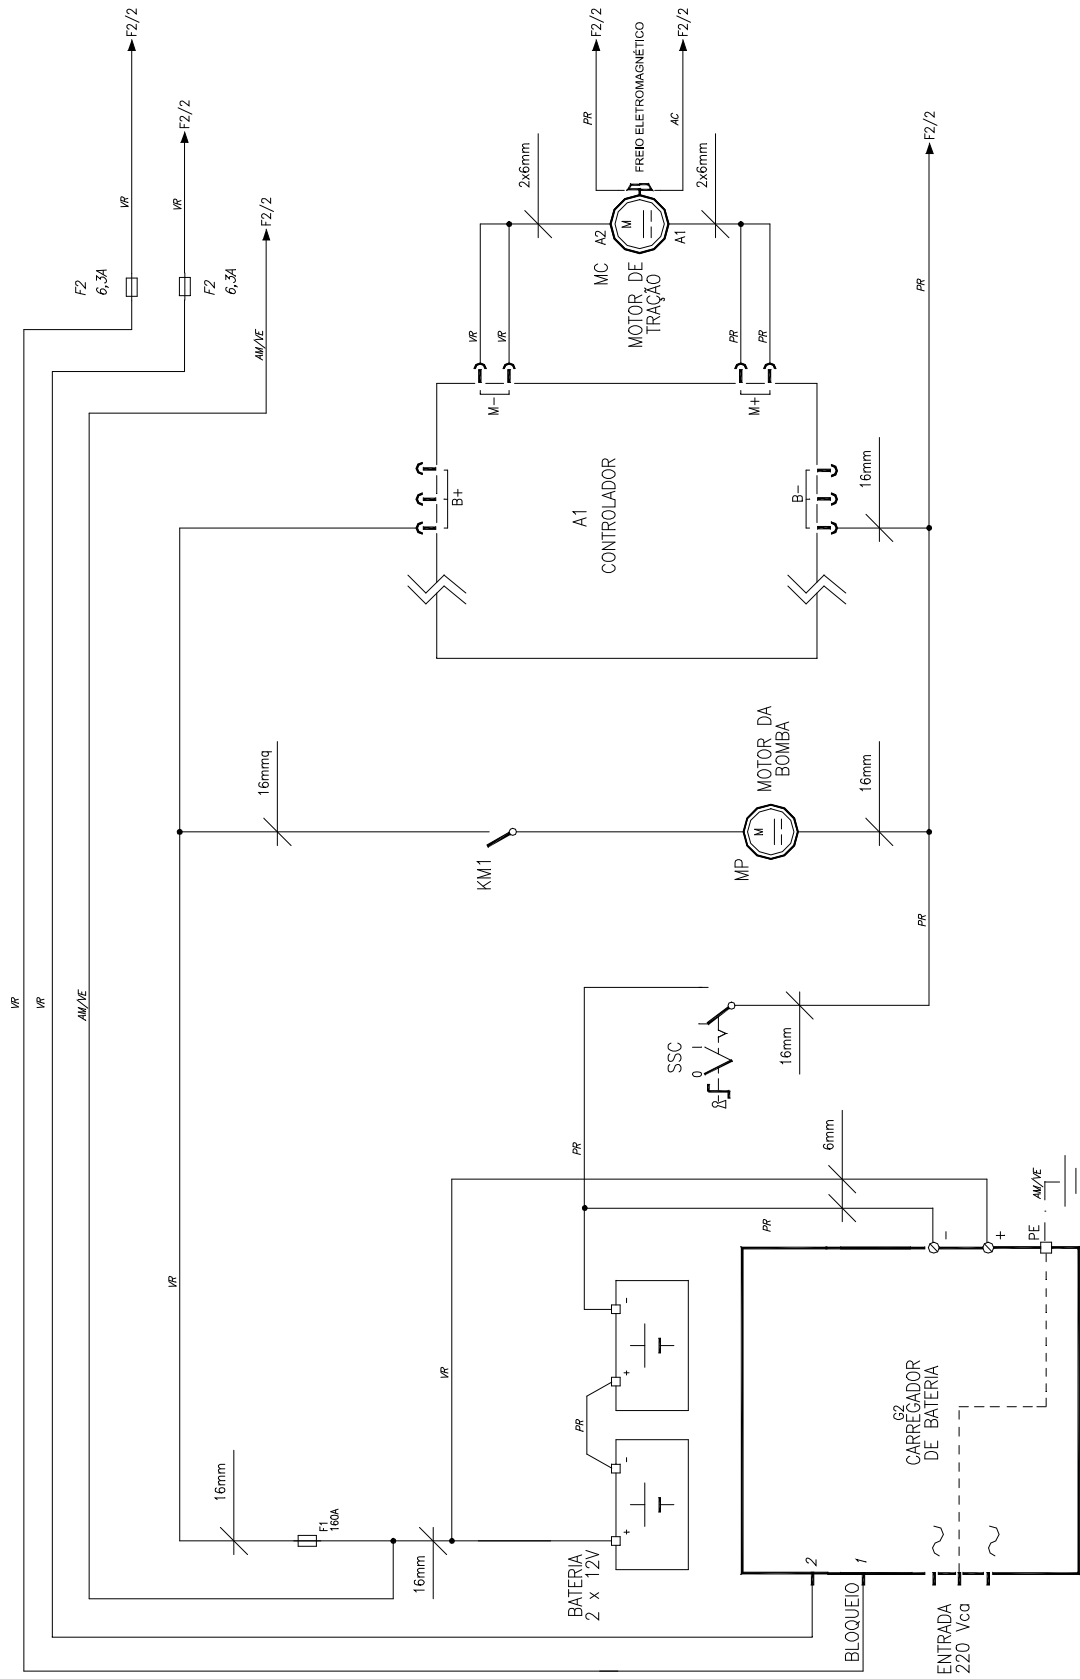 F2/2
F2/2
F2/2
F2/2
F2/2
F2/2
VR
VR
F2
6,3A
F2
6,3A
AM/VE
PR
FREIO ELETROMAGNÉTICO
AC
2x6mm
2x6mm
A2
M
A1
MC
MOTOR DE
TRAÇÃO
VR
VR
PR
PR
M-
M+
B+
B-
A1
CONTROLADOR
16mm
PR
16mmq
KM1
MOTOR DA
BOMBA
M
MP
16mm
PR
VR
VR
AM/VE
SSC
0
I
16mm
PR
6mm
PR
VR
VR
16mm
F1
160A
16mm
BATERIA
2 x 12V
+
-
PR
+
-
-
+
PE
AM/VE
G2
CARREGADOR
DE BATERIA
2
1
BLOQUEIO
ENTRADA
220 Vca